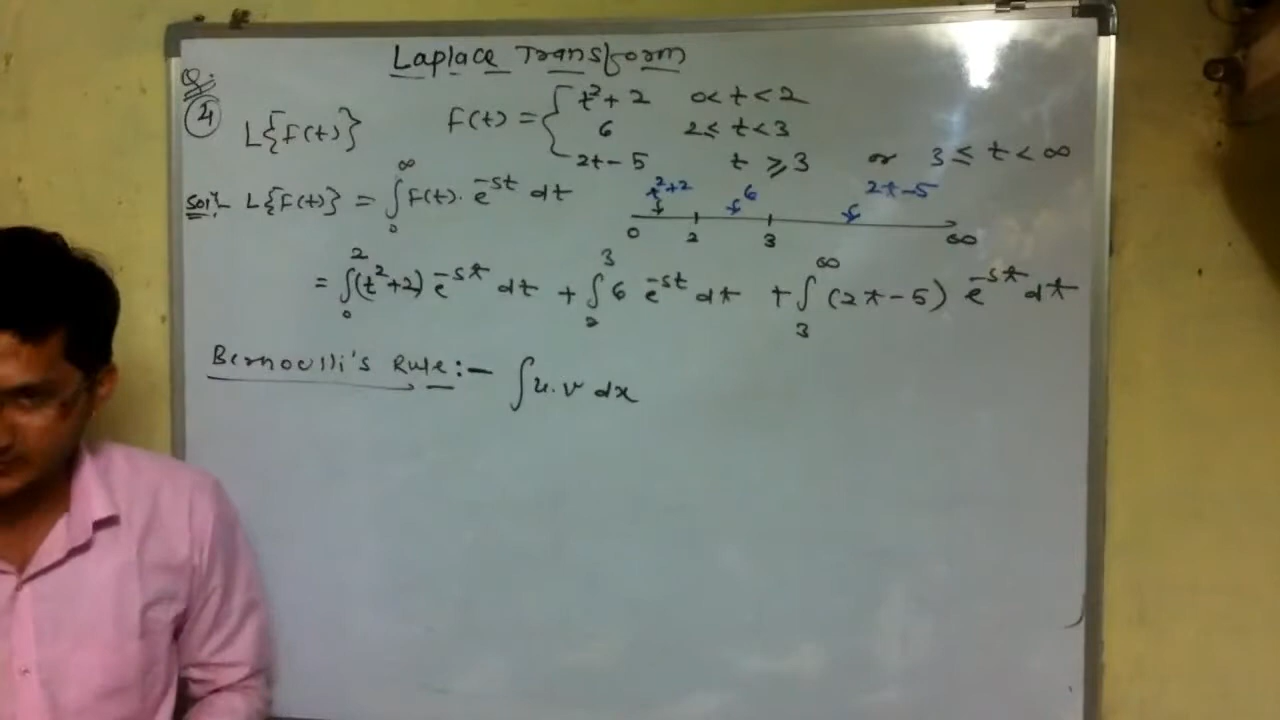 Laplace Transform
Q:
4 L{f(t)} f(t) = { t²+2 0<t<2
6 2≤t<3
2t-5 t≥3 or 3≤t<∞
Solⁿ L{f(t)} = ∫₀^∞ f(t).e^-st dt
t²+2 6 2t-5
0 2 3 ∞
= ∫₀²(t²+2) e^-st dt + ∫₂³ 6 e^-st dt + ∫₃^∞ (2t-5) e^-st dt
Bernoulli's Rule:- ∫u.v dx